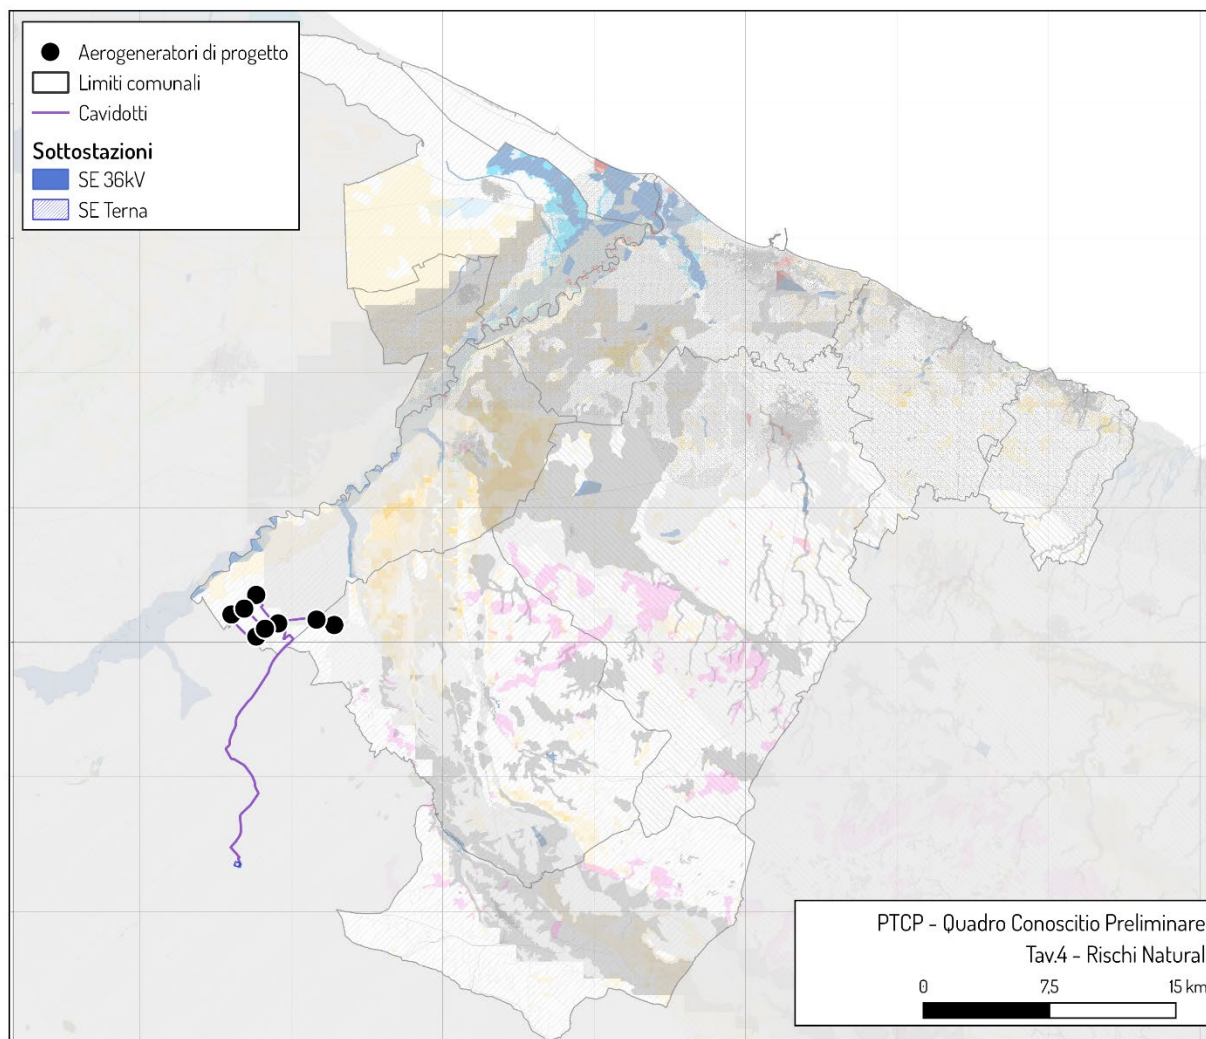 Aerogeneratori di progetto
Limiti comunali
Cavidotti
Sottostazioni
SE 36kV
SE Terna
PTCP - Quadro Conoscitio Preliminare
Tav.4 - Rischi Natural
0 7,5 15 km